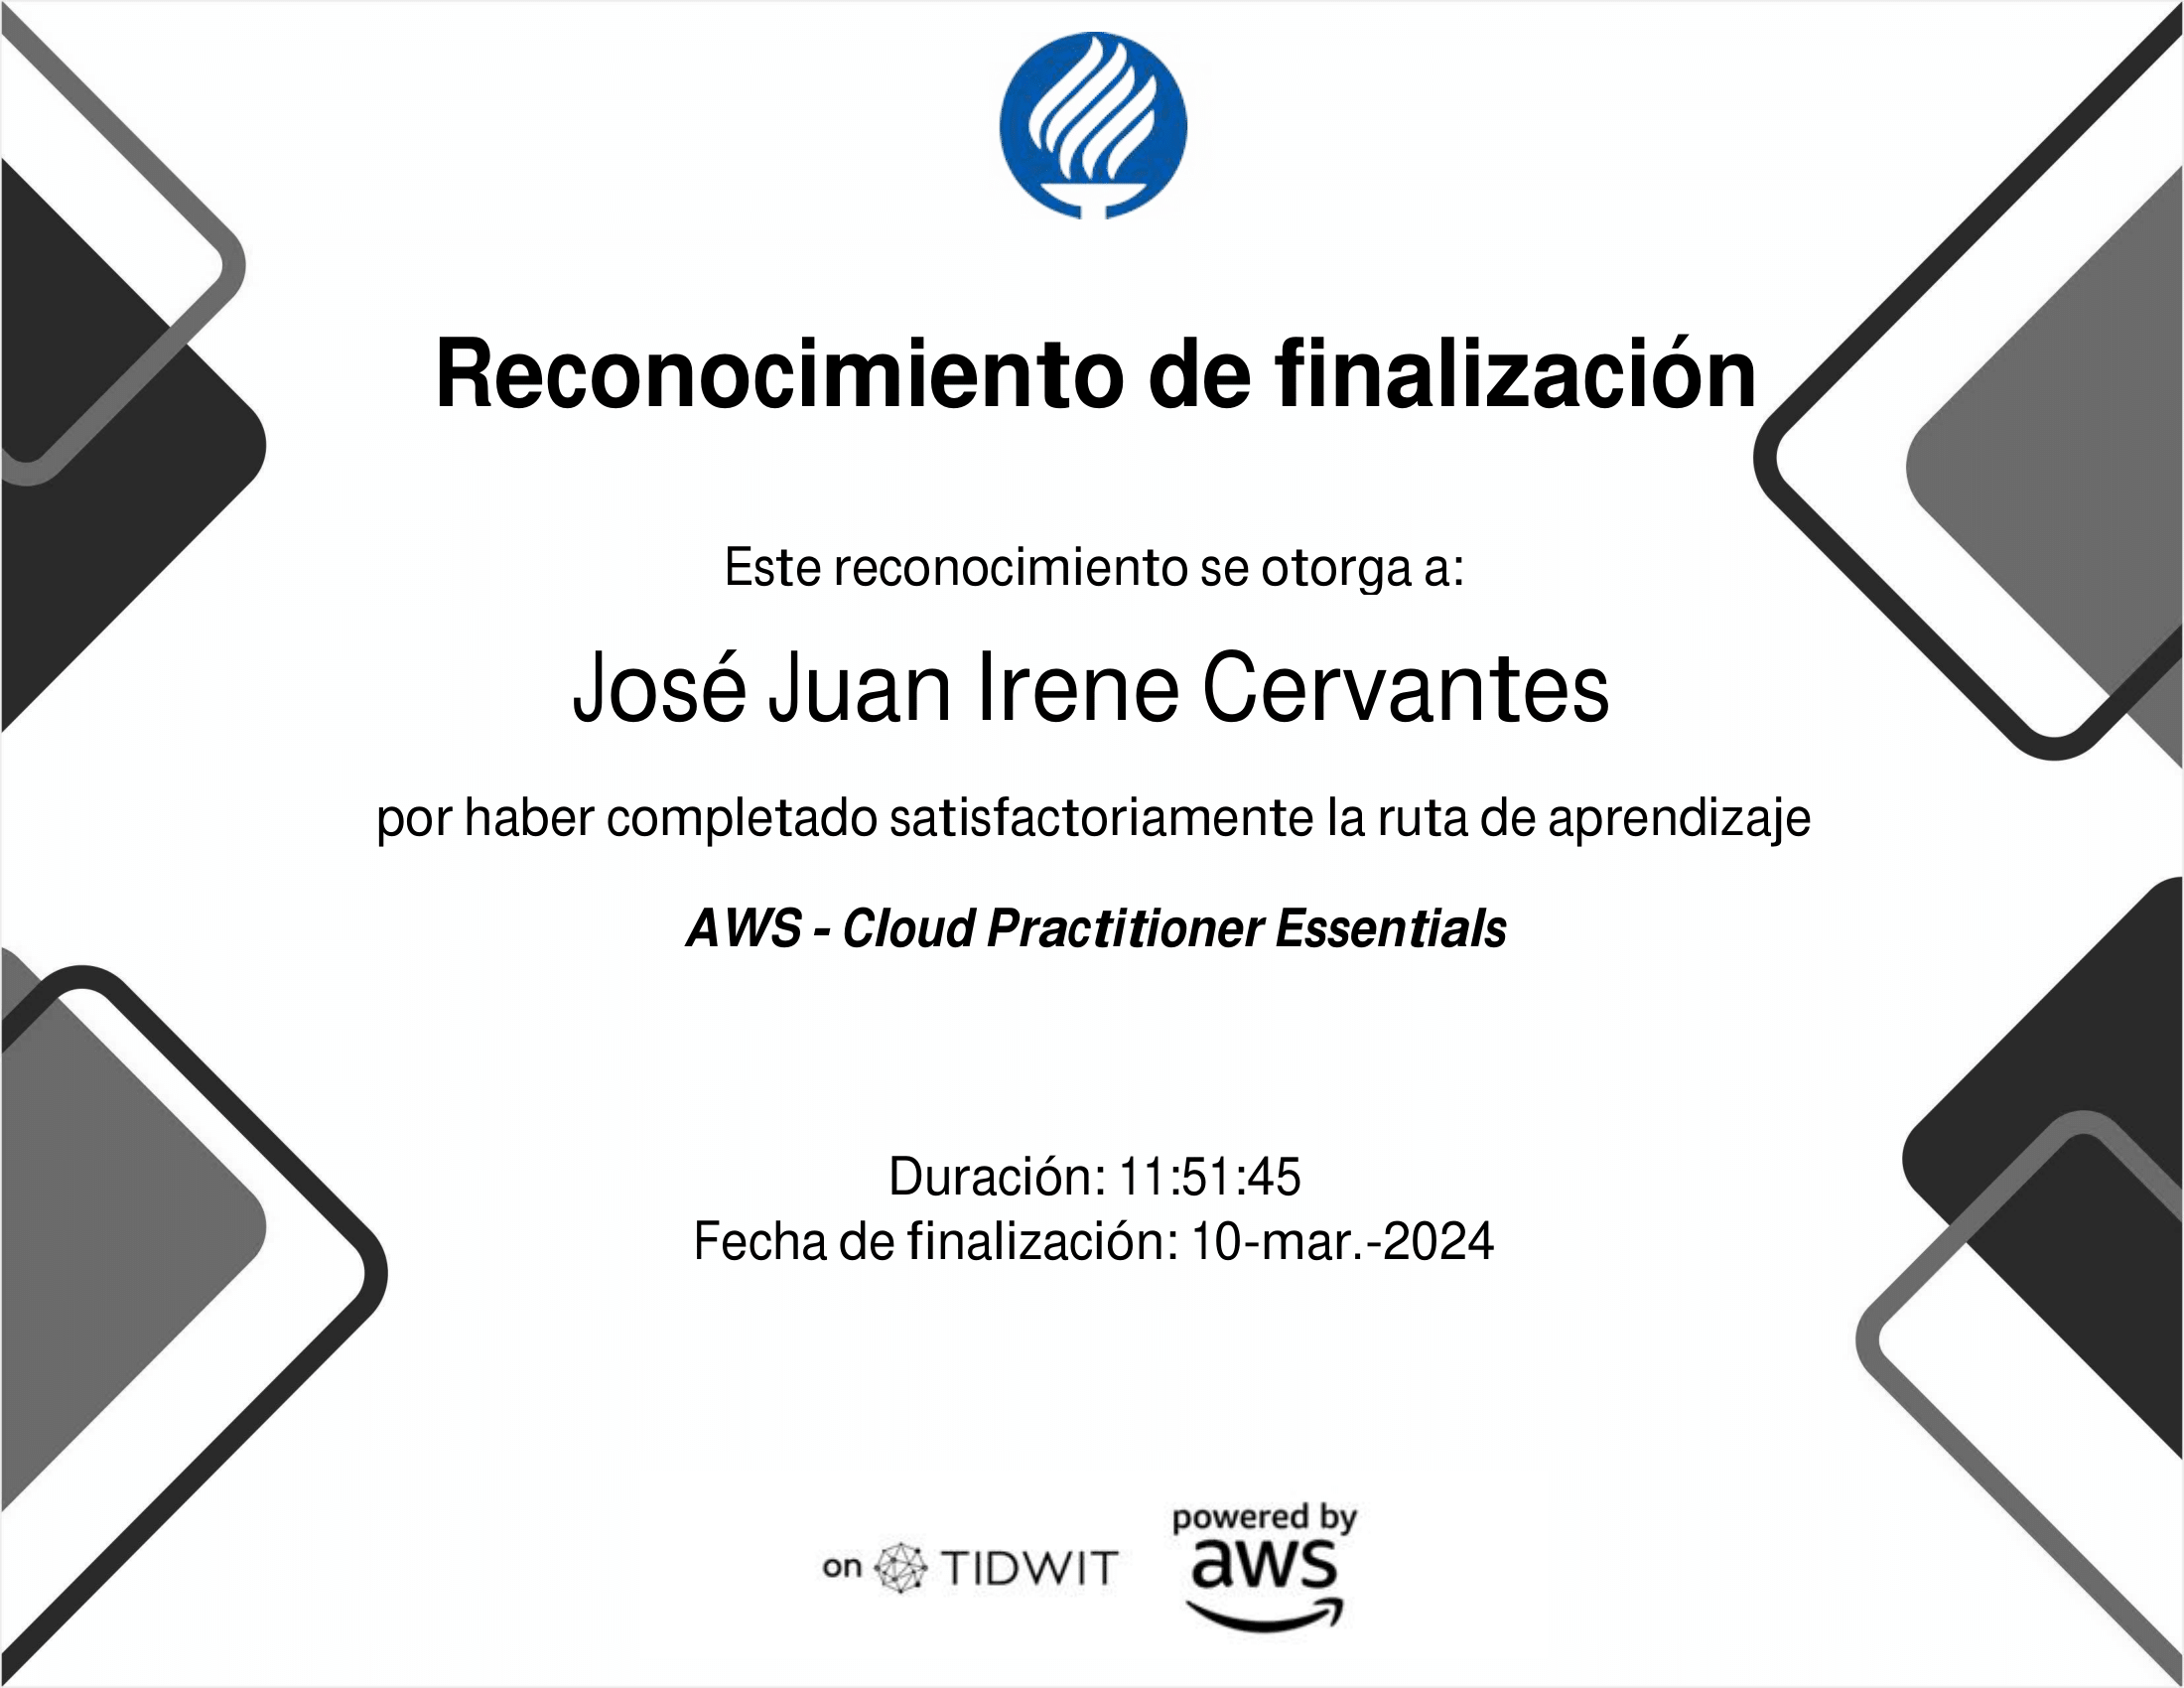 Reconocimiento de finalización
Este reconocimiento se otorga a:
José Juan Irene Cervantes
por haber completado satisfactoriamente la ruta de aprendizaje
AWS - Cloud Practitioner Essentials
Duración: 11:51:45
Fecha de finalización: 10-mar.-2024
on TIDWIT
powered by
aws